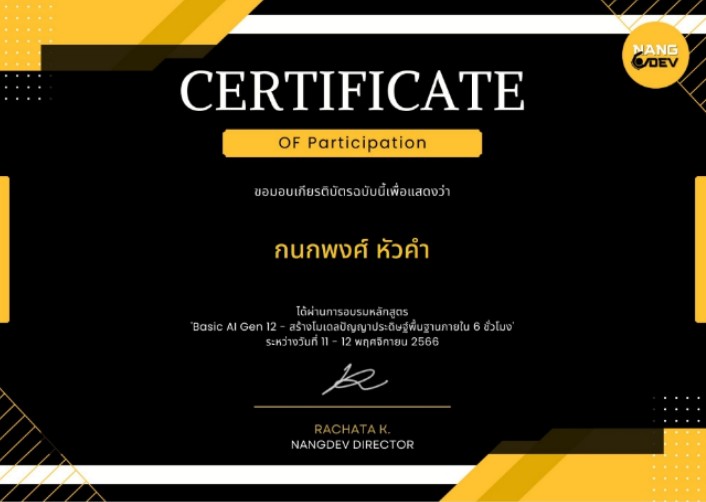 NANG
DEV
CERTIFICATE
OF Participation
ขอมอบเกียรติบัตรฉบับนี้เพื่อแสดงว่า
กนกพงศ์ หัวคำ
ได้ผ่านการอบรมหลักสูตร
'Basic AI Gen 12 - สร้างโมเดลปัญญาประดิษฐ์พื้นฐานภายใน 6 ชั่วโมง'
ระหว่างวันที่ 11 - 12 พฤศจิกายน 2566
RACHATA K.
NANGDEV DIRECTOR